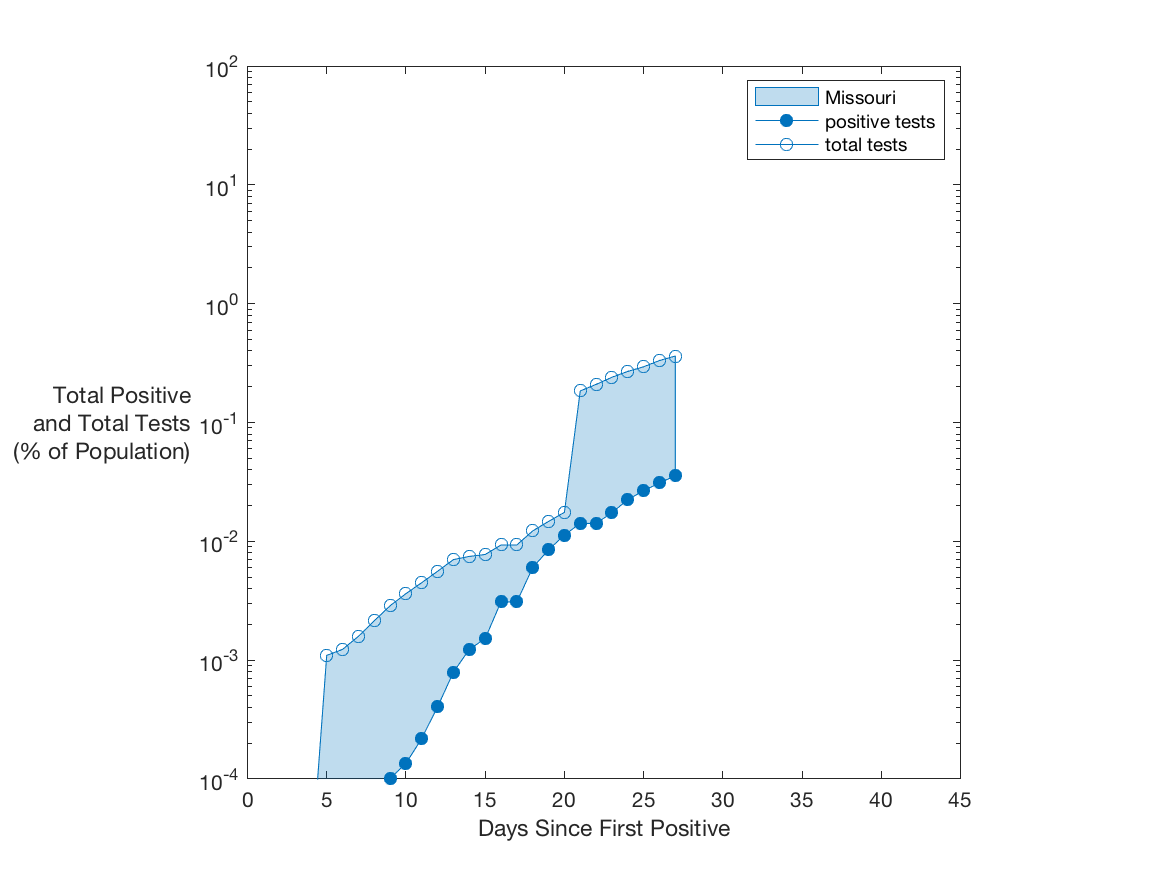 10^2
10^1
10^0
10^-1
10^-2
10^-3
10^-4
Total Positive
and Total Tests
(% of Population)
Missouri
positive tests
total tests
0 5 10 15 20 25 30 35 40 45
Days Since First Positive